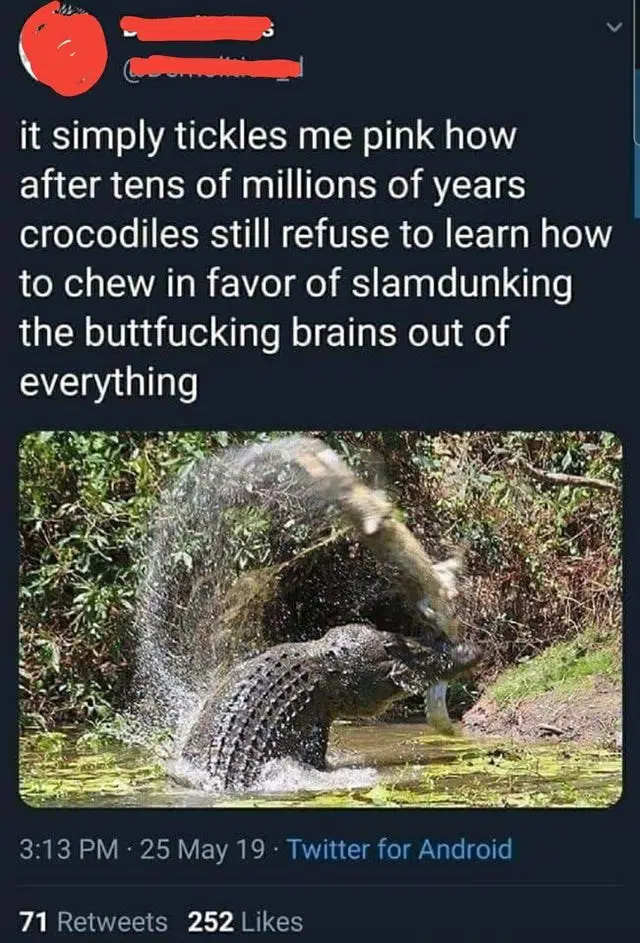 it simply tickles me pink how
after tens of millions of years
crocodiles still refuse to learn how
to chew in favor of slamdunking
the buttfucking brains out of
everything
3:13 PM · 25 May 19 · Twitter for Android
71 Retweets 252 Likes